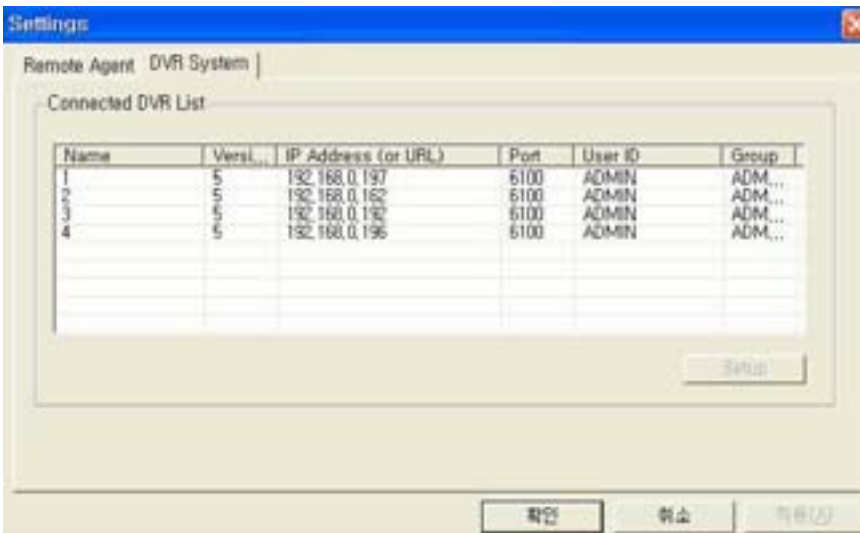 Settings
Remote Agent DVR System
Connected DVR List
Name Versi... IP Address (or URL) Port User ID Group
1 5 192,168,0,197 6100 ADMIN ADM...
2 5 192,168,0,162 6100 ADMIN ADM...
3 5 192,168,0,192 6100 ADMIN ADM...
4 5 192,168,0,196 6100 ADMIN ADM...
Setup
확인 취소 적용(A)